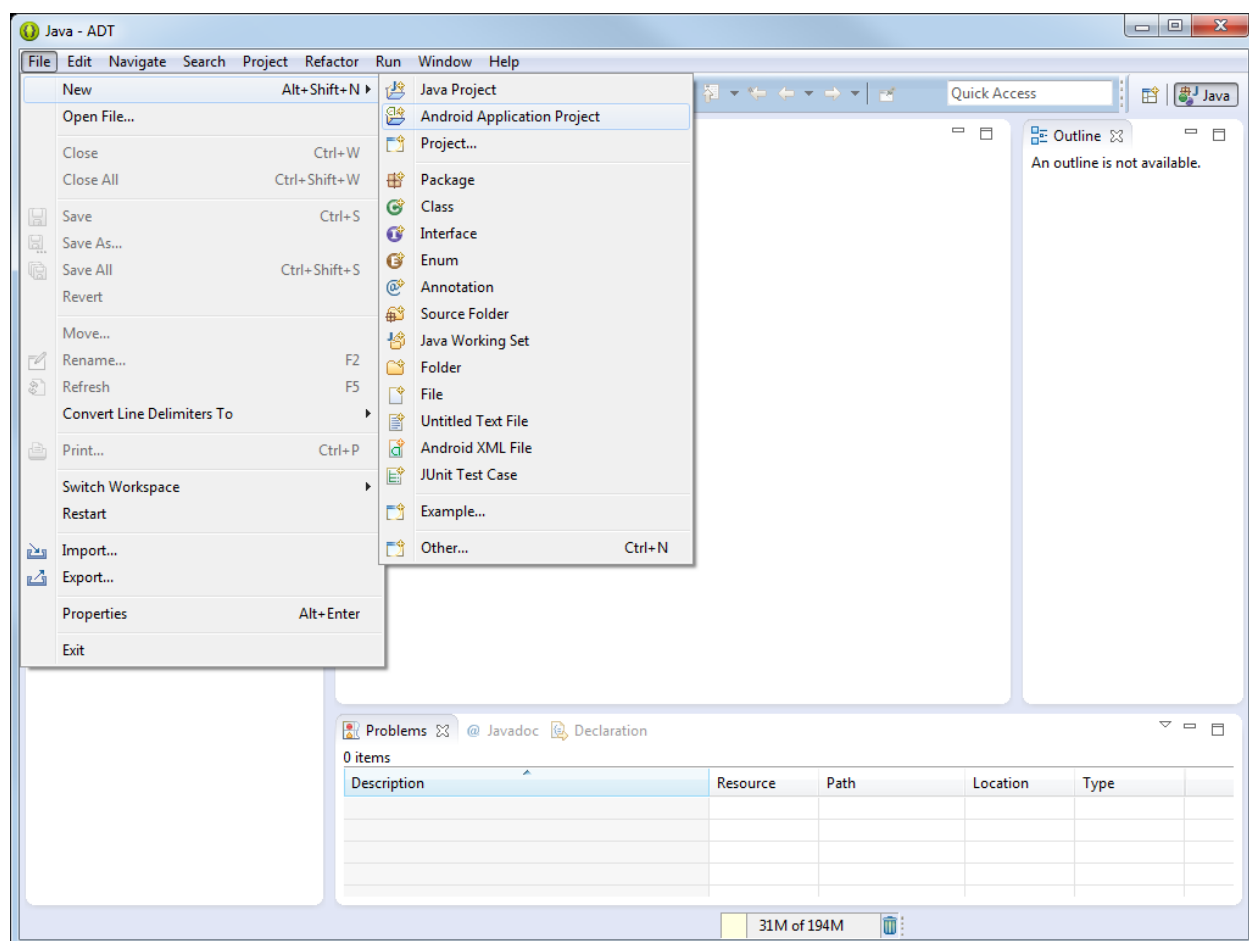 Java - ADT
File Edit Navigate Search Project Refactor Run Window Help
New Alt+Shift+N
Open File...
Close Ctrl+W
Close All Ctrl+Shift+W
Save Ctrl+S
Save As...
Save All Ctrl+Shift+S
Revert
Move...
Rename... F2
Refresh F5
Convert Line Delimiters To
Print... Ctrl+P
Switch Workspace
Restart
Import...
Export...
Properties Alt+Enter
Exit
Java Project
Android Application Project
Project...
Package
Class
Interface
Enum
Annotation
Source Folder
Java Working Set
Folder
File
Untitled Text File
Android XML File
JUnit Test Case
Example...
Other... Ctrl+N
Quick Access
Java
Outline
An outline is not available.
Problems @ Javadoc Declaration
0 items
Description Resource Path Location Type
31M of 194M